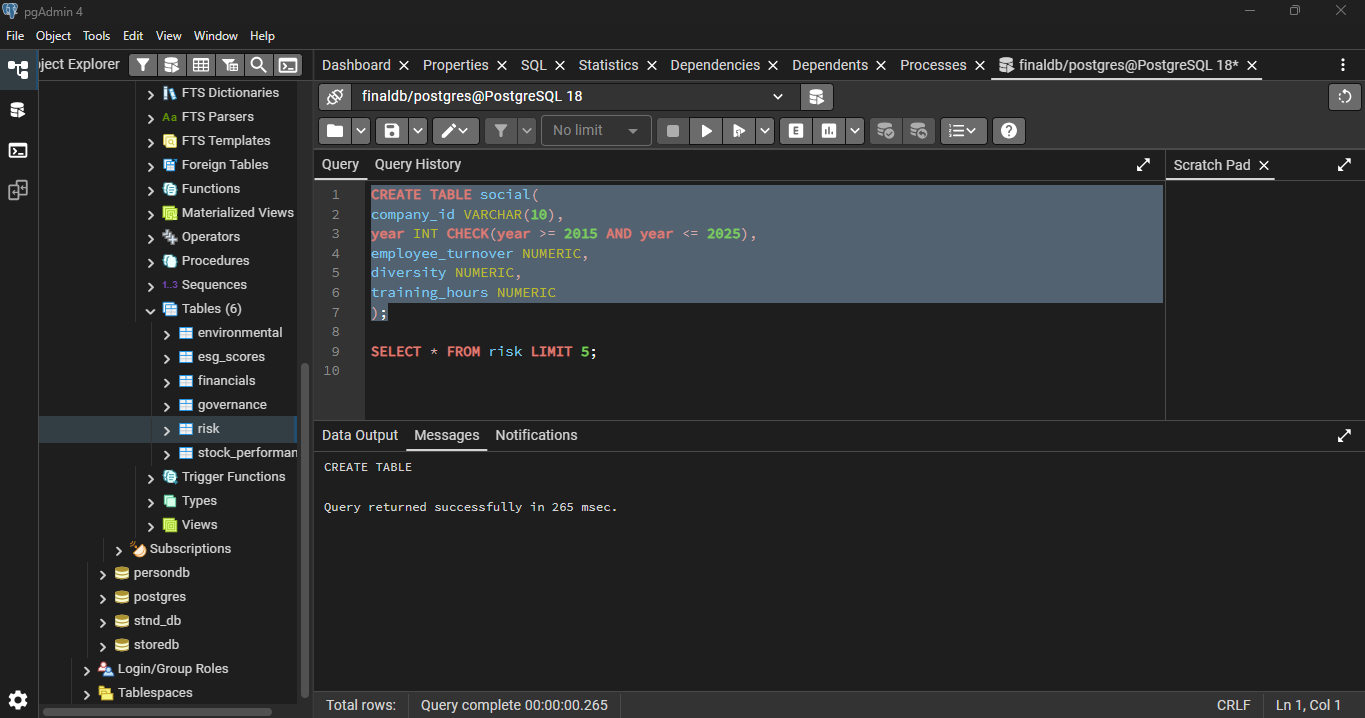 pgAdmin 4
File Object Tools Edit View Window Help
ject Explorer
FTS Dictionaries
Aa FTS Parsers
FTS Templates
Foreign Tables
Functions
Materialized Views
Operators
Procedures
1..3 Sequences
Tables (6)
environmental
esg_scores
financials
governance
risk
stock_performan
Trigger Functions
Types
Views
Subscriptions
persondb
postgres
stnd_db
storedb
Login/Group Roles
Tablespaces
Dashboard Properties SQL Statistics Dependencies Dependents Processes finaldb/postgres@PostgreSQL 18*
finaldb/postgres@PostgreSQL 18
No limit
E
Query Query History
Scratch Pad
1 CREATE TABLE social(
2 company_id VARCHAR(10),
3 year INT CHECK(year >= 2015 AND year <= 2025),
4 employee_turnover NUMERIC,
5 diversity NUMERIC,
6 training_hours NUMERIC
7 );
8
9 SELECT * FROM risk LIMIT 5;
10
Data Output Messages Notifications
CREATE TABLE
Query returned successfully in 265 msec.
Total rows: Query complete 00:00:00.265 CRLF Ln 1, Col 1